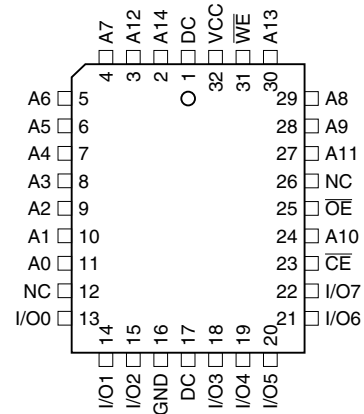 A7 A12 A14 DC VCC W̅E̅ A13
4 3 2 1 32 31 30
A6 5 29 A8
A5 6 28 A9
A4 7 27 A11
A3 8 26 NC
A2 9 25 O̅E̅
A1 10 24 A10
A0 11 23 C̅E̅
NC 12 22 I/O7
I/O0 13 21 I/O6
14 15 16 17 18 19 20
I/O1 I/O2 GND DC I/O3 I/O4 I/O5